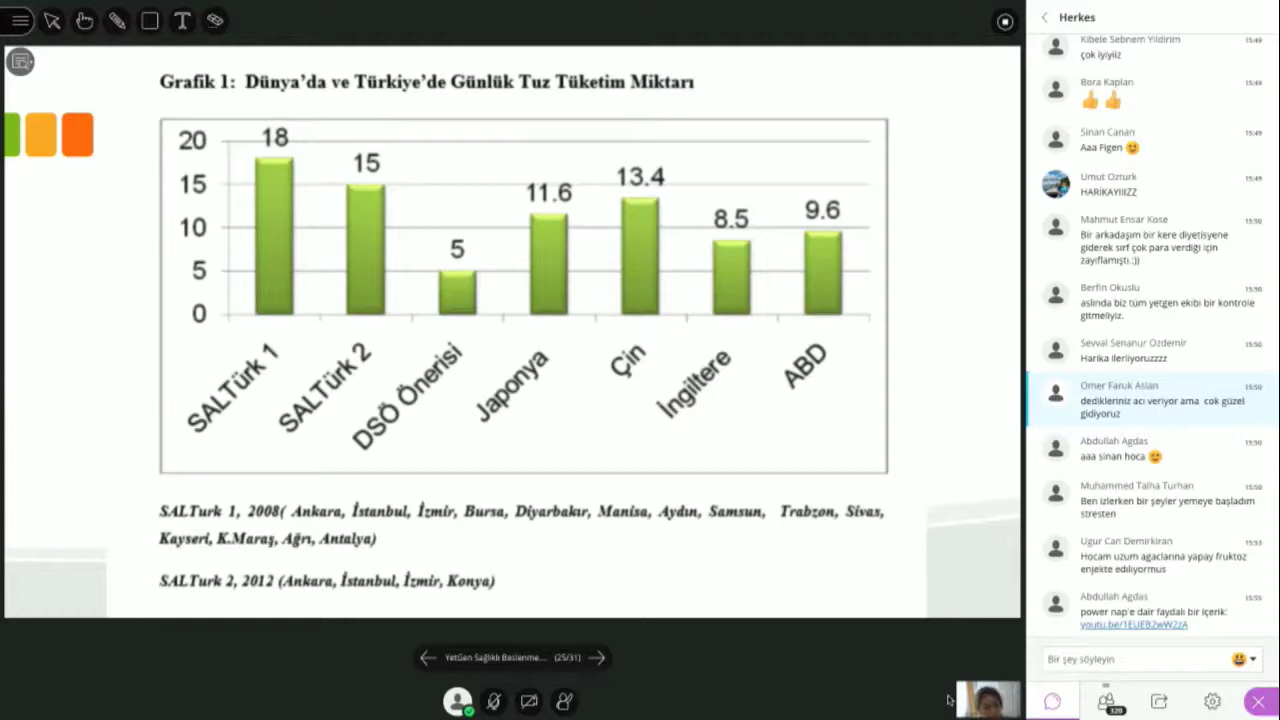 Grafik 1: Dünya’da ve Türkiye’de Günlük Tuz Tüketim Miktarı
20
15
10
5
0
18
15
5
11.6
13.4
8.5
9.6
SALTürk 1
SALTürk 2
DSÖ Önerisi
Japonya
Çin
İngiltere
ABD
SALTurk 1, 2008( Ankara, İstanbul, İzmir, Bursa, Diyarbakır, Manisa, Aydın, Samsun, Trabzon, Sivas,
Kayseri, K.Maraş, Ağrı, Antalya)
SALTurk 2, 2012 (Ankara, İstanbul, İzmir, Konya)
YetGen Sağlıklı Beslenme... (25/31)
Herkes
Kibele Sebnem Yildirim 15:49
çok iyiyiiz
Bora Kaplan 15:49
Sinan Canan 15:49
Aaa Figen
Umut Ozturk 15:49
HARİKAYIIIZZ
Mahmut Ensar Kose 15:50
Bir arkadaşım bir kere diyetisyene
giderek sırf çok para verdiği için
zayıflamıştı.:))
Berfin Okuslu 15:50
aslında biz tüm yetgen ekibi bir kontrole
gitmeliyiz.
Sevval Senanur Ozdemir 15:50
Harika ileriiyoruzzzz
Omer Faruk Aslan 15:50
dedikleriniz acı veriyor ama cok güzel
gidiyoruz
Abdullah Agdas 15:50
aaa sinan hoca
Muhammed Talha Turhan 15:50
Ben izlerken bir şeyler yemeye başladım
stresten
Ugur Can Demirkiran 15:53
Hocam uzum agaclarına yapay fruktoz
enjekte ediliyormus
Abdullah Agdas 15:55
power nap'e dair faydalı bir içerik:
youtu.be/1EUEB2wW2zA
Bir şey söyleyin
320